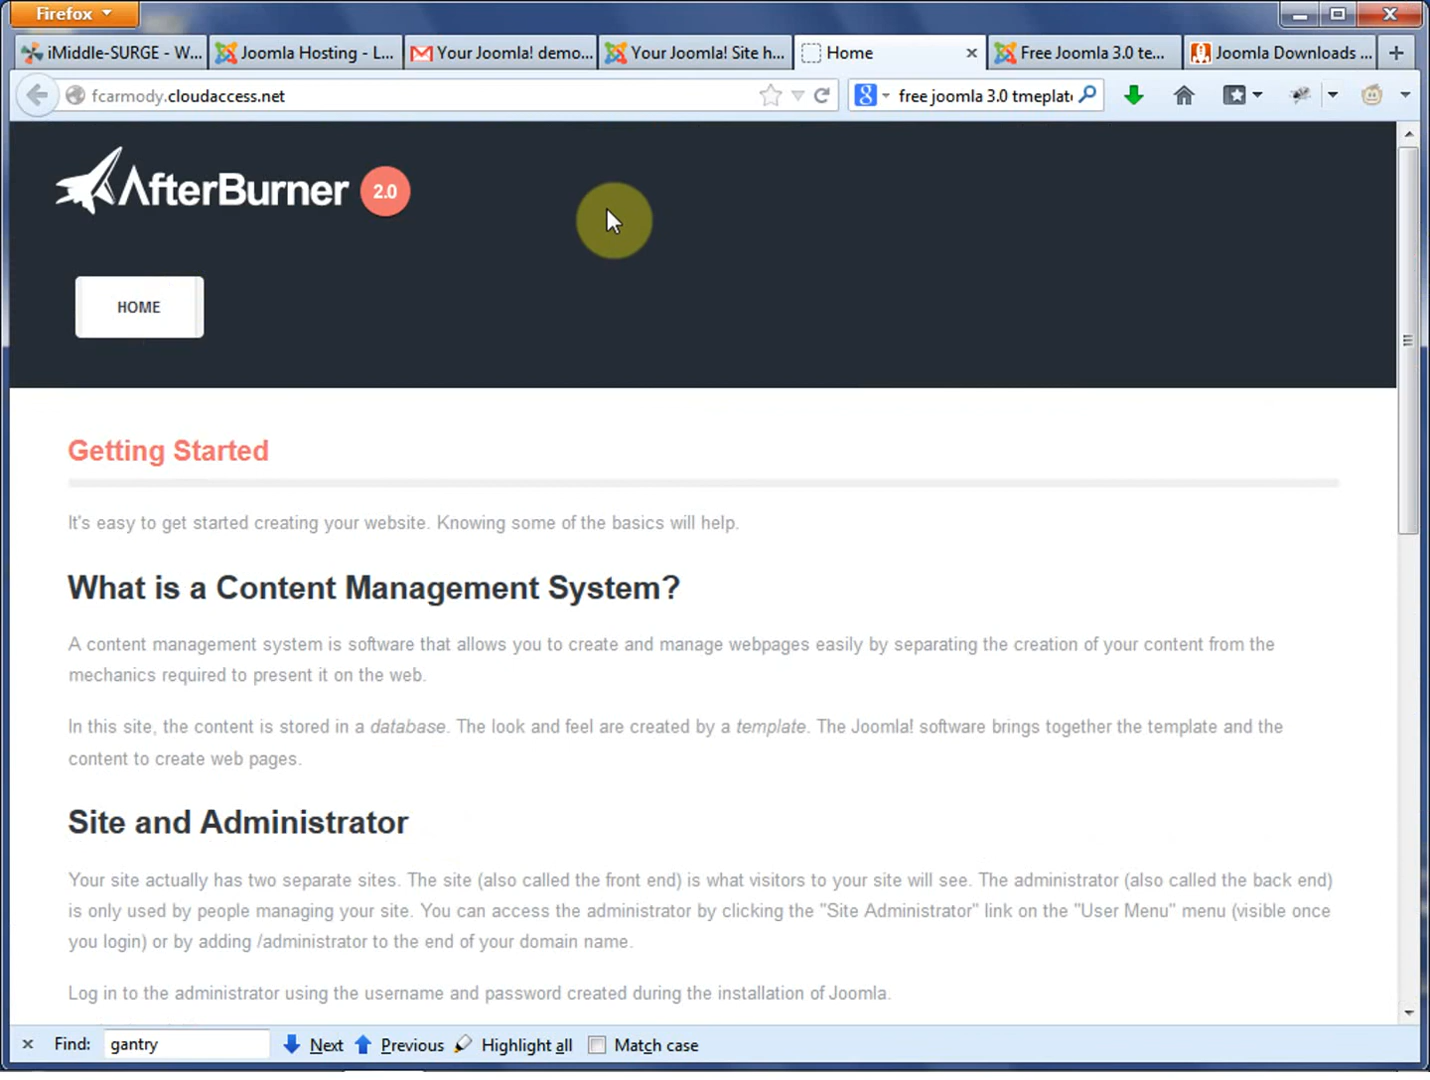 Firefox
iMiddle-SURGE - W...
Joomla Hosting - L...
Your Joomla! demo...
Your Joomla! Site h...
Home
Free Joomla 3.0 te...
Joomla Downloads ...
fcarmody.cloudaccess.net
free joomla 3.0 tmeplate
AfterBurner 2.0
HOME
Getting Started
It's easy to get started creating your website. Knowing some of the basics will help.
What is a Content Management System?
A content management system is software that allows you to create and manage webpages easily by separating the creation of your content from the
mechanics required to present it on the web.
In this site, the content is stored in a database. The look and feel are created by a template. The Joomla! software brings together the template and the
content to create web pages.
Site and Administrator
Your site actually has two separate sites. The site (also called the front end) is what visitors to your site will see. The administrator (also called the back end)
is only used by people managing your site. You can access the administrator by clicking the "Site Administrator" link on the "User Menu" menu (visible once
you login) or by adding /administrator to the end of your domain name.
Log in to the administrator using the username and password created during the installation of Joomla.
Find: gantry Next Previous Highlight all Match case